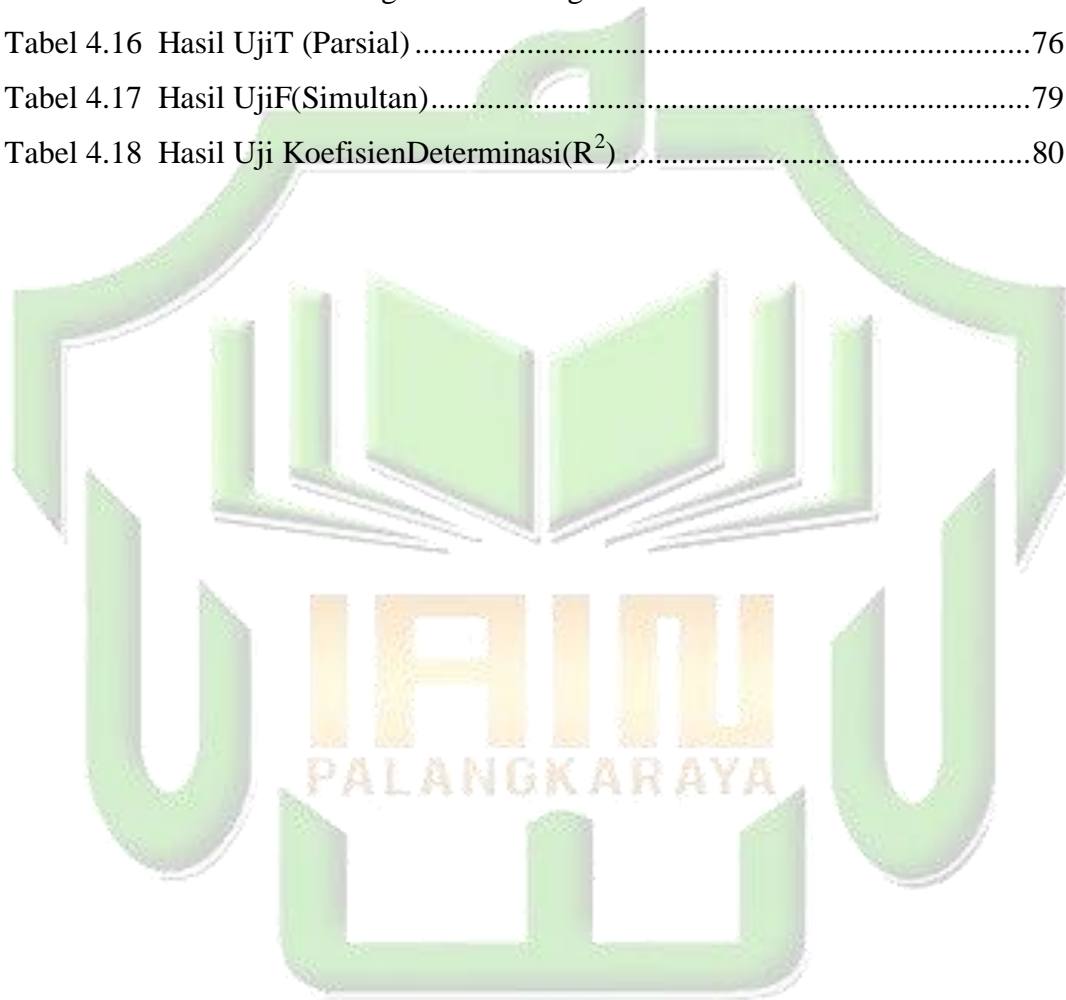 Tabel 4.16 Hasil UjiT (Parsial)............................................................................76
Tabel 4.17 Hasil UjiF(Simultan)..........................................................................79
Tabel 4.18 Hasil Uji KoefisienDeterminasi(R²) ..................................................80
IAIN
PALANGKARAYA